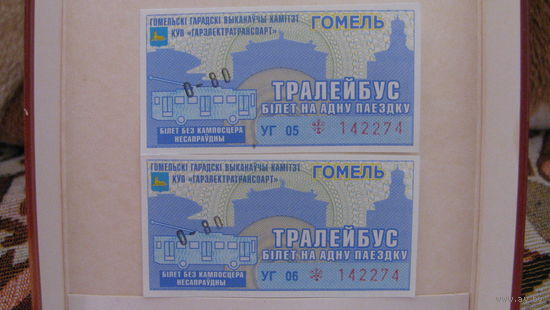 ГОМЕЛЬСКІ ГАРАДСКІ ВЫКАНАЎЧЫ КАМІТЭТ
КУП «ГАРЭЛЕКТРАТРАНСПАРТ»
ГОМЕЛЬ
0-80
ТРАЛЕЙБУС
БІЛЕТ НА АДНУ ПАЕЗДКУ
БІЛЕТ БЕЗ КАМПОСЦЕРА
НЕСАПРАЎДНЫ
УГ 05 142274
ГОМЕЛЬСКІ ГАРАДСКІ ВЫКАНАЎЧЫ КАМІТЭТ
КУП «ГАРЭЛЕКТРАТРАНСПАРТ»
ГОМЕЛЬ
0-80
ТРАЛЕЙБУС
БІЛЕТ НА АДНУ ПАЕЗДКУ
БІЛЕТ БЕЗ КАМПОСЦЕРА
НЕСАПРАЎДНЫ
УГ 06 142274